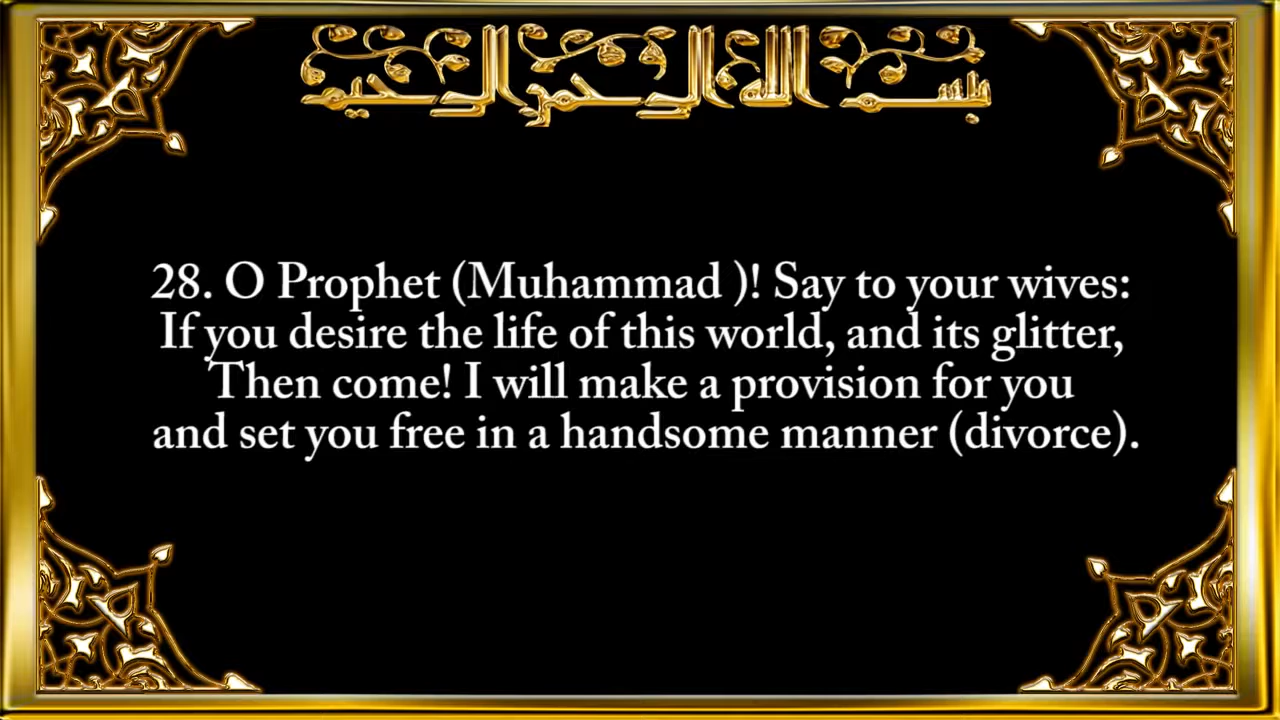 بسم الله الرحمن الرحيم
28. O Prophet (Muhammad )! Say to your wives:
If you desire the life of this world, and its glitter,
Then come! I will make a provision for you
and set you free in a handsome manner (divorce).